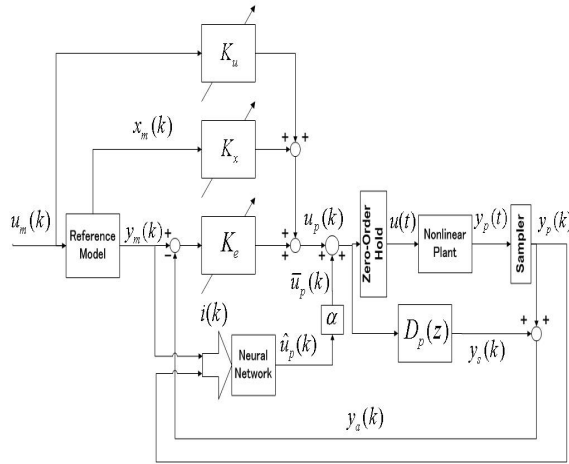 K_u
+ +
x_m(k)
K_x
+
u_m(k)
Reference
Model
y_m(k)
+
−
K_e
+
+
u_p(k)
+ +
Zero-Order
Hold
u(t)
Nonlinear
Plant
y_p(t)
Sampler
y_p(k)
ū_p(k)
i(k)
α
D_p(z)
+ +
y_s(k)
Neural
Network
û_p(k)
y_a(k)